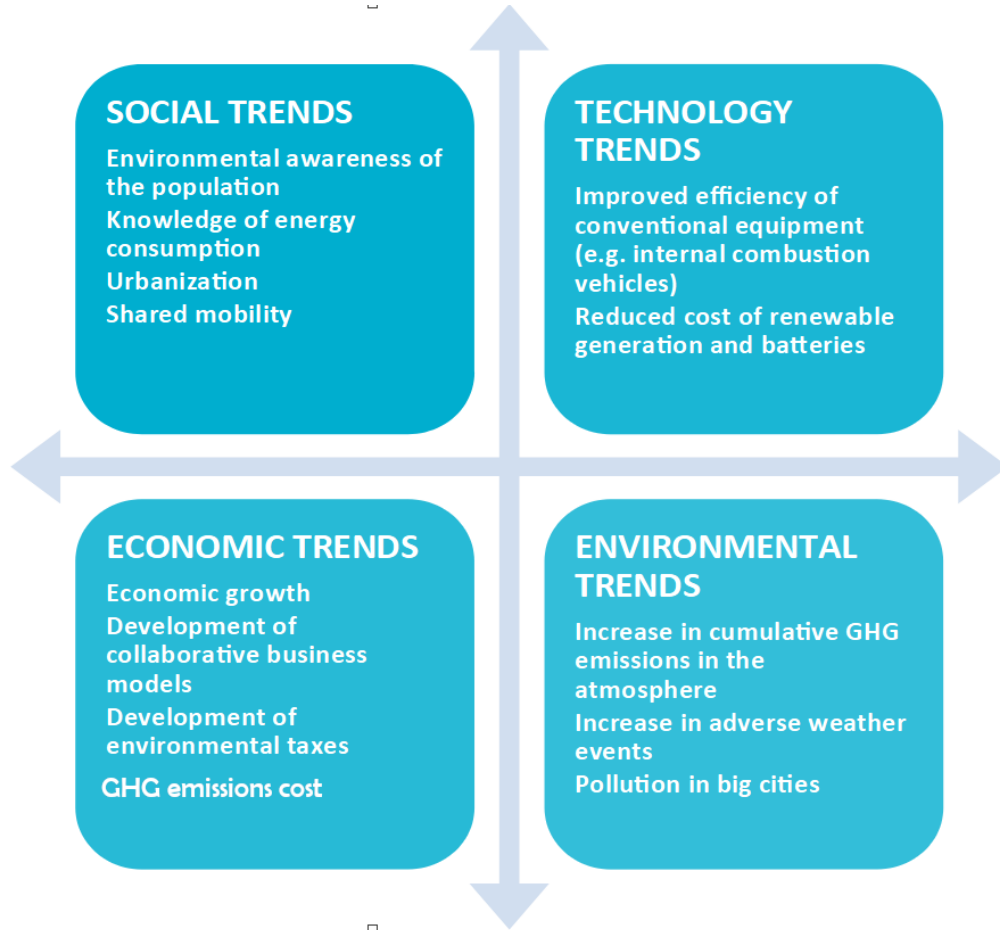 SOCIAL TRENDS
Environmental awareness of
the population
Knowledge of energy
consumption
Urbanization
Shared mobility
TECHNOLOGY
TRENDS
Improved efficiency of
conventional equipment
(e.g. internal combustion
vehicles)
Reduced cost of renewable
generation and batteries
ECONOMIC TRENDS
Economic growth
Development of
collaborative business
models
Development of
environmental taxes
GHG emissions cost
ENVIRONMENTAL
TRENDS
Increase in cumulative GHG
emissions in the
atmosphere
Increase in adverse weather
events
Pollution in big cities